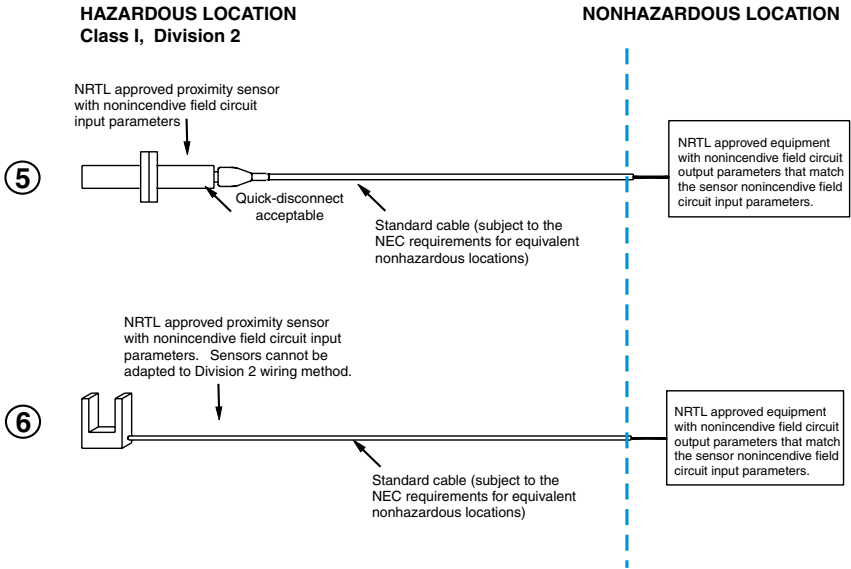 HAZARDOUS LOCATION
Class I, Division 2
NONHAZARDOUS LOCATION
5
NRTL approved proximity sensor
with nonincendive field circuit
input parameters
Quick-disconnect
acceptable
Standard cable (subject to the
NEC requirements for equivalent
nonhazardous locations)
NRTL approved equipment
with nonincendive field circuit
output parameters that match
the sensor nonincendive field
circuit input parameters.
6
NRTL approved proximity sensor
with nonincendive field circuit input
parameters. Sensors cannot be
adapted to Division 2 wiring method.
Standard cable (subject to the
NEC requirements for equivalent
nonhazardous locations)
NRTL approved equipment
with nonincendive field circuit
output parameters that match
the sensor nonincendive field
circuit input parameters.